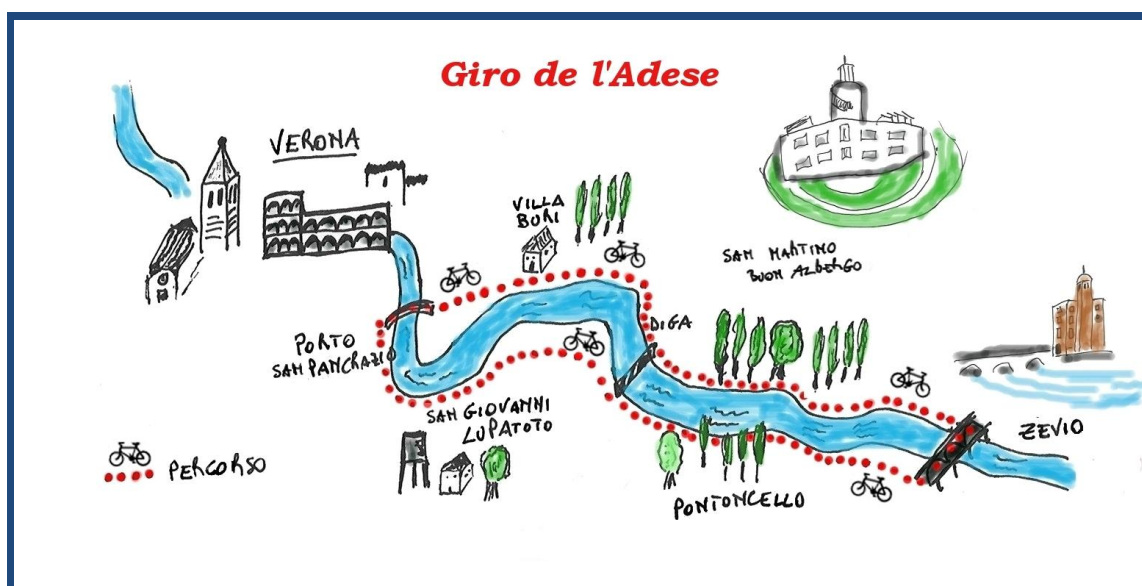 Giro de l'Adese
VERONA
VILLA
BURI
SAN MARTINO
BUON ALBERGO
PORTO
SAN PANCRAZIO
DIGA
SAN GIOVANNI
LUPATOTO
ZEVIO
PERCORSO
PONTONCELLO